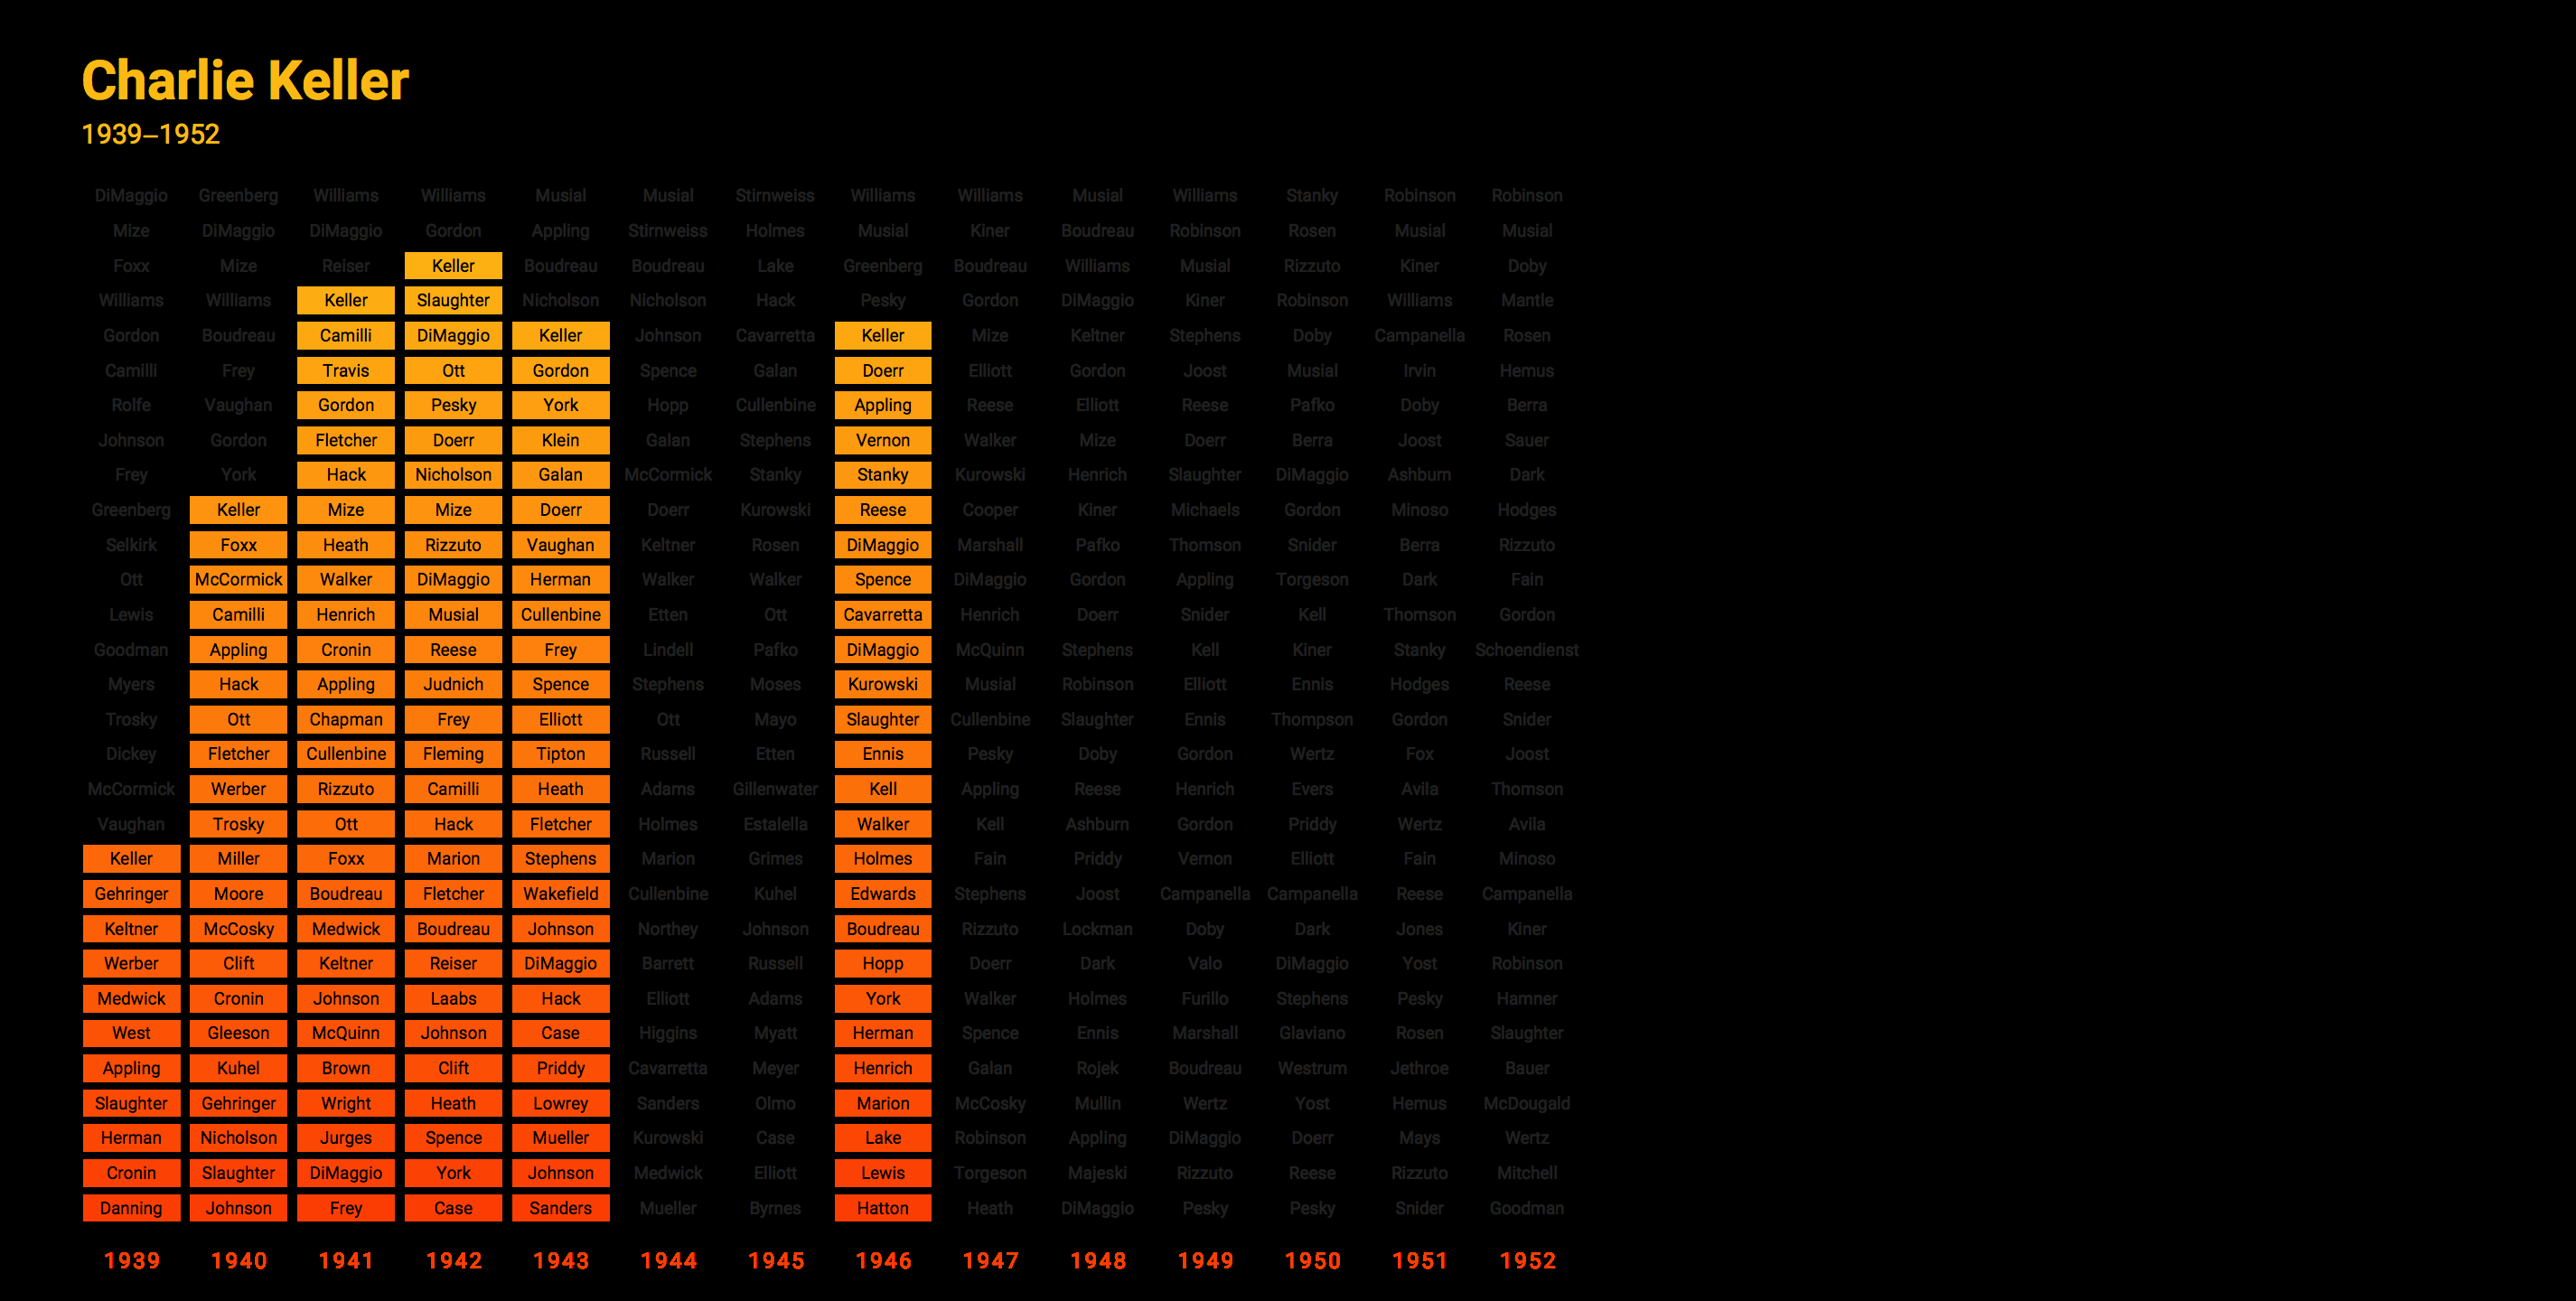 Charlie Keller
1939–1952
DiMaggio Greenberg Williams Williams Musial Musial Stirnweiss Williams Williams Musial Williams Stanky Robinson Robinson
Mize DiMaggio DiMaggio Gordon Appling Stirnweiss Holmes Musial Kiner Boudreau Robinson Rosen Musial Musial
Foxx Mize Reiser Keller Boudreau Boudreau Lake Greenberg Boudreau Williams Musial Rizzuto Kiner Doby
Williams Williams Keller Slaughter Nicholson Nicholson Hack Pesky Gordon DiMaggio Kiner Robinson Williams Mantle
Gordon Boudreau Camilli DiMaggio Keller Johnson Cavarretta Keller Mize Keltner Stephens Doby Campanella Rosen
Camilli Frey Travis Ott Gordon Spence Galan Doerr Elliott Gordon Joost Musial Irvin Hemus
Rolfe Vaughan Gordon Pesky York Hopp Cullenbine Appling Reese Elliott Reese Pafko Doby Berra
Johnson Gordon Fletcher Doerr Klein Galan Stephens Vernon Walker Mize Doerr Berra Joost Sauer
Frey York Hack Nicholson Galan McCormick Stanky Stanky Kurowski Henrich Slaughter DiMaggio Ashburn Dark
Greenberg Keller Mize Mize Doerr Doerr Kurowski Reese Cooper Kiner Michaels Gordon Minoso Hodges
Selkirk Foxx Heath Rizzuto Vaughan Keltner Rosen DiMaggio Marshall Pafko Thomson Snider Berra Rizzuto
Ott McCormick Walker DiMaggio Herman Walker Walker Spence DiMaggio Gordon Appling Torgeson Dark Fain
Lewis Camilli Henrich Musial Cullenbine Etten Ott Cavarretta Henrich Doerr Snider Kell Thomson Gordon
Goodman Appling Cronin Reese Frey Lindell Pafko DiMaggio McQuinn Stephens Kell Kiner Stanky Schoendienst
Myers Hack Appling Judnich Spence Stephens Moses Kurowski Musial Robinson Elliott Ennis Hodges Reese
Trosky Ott Chapman Frey Elliott Ott Mayo Slaughter Cullenbine Slaughter Ennis Thompson Gordon Snider
Dickey Fletcher Cullenbine Fleming Tipton Russell Etten Ennis Pesky Doby Gordon Wertz Fox Joost
McCormick Werber Rizzuto Camilli Heath Adams Gillenwater Kell Appling Reese Henrich Evers Avila Thomson
Vaughan Trosky Ott Hack Fletcher Holmes Estalella Walker Kell Ashburn Gordon Priddy Wertz Avila
Keller Miller Foxx Marion Stephens Marion Grimes Holmes Fain Priddy Vernon Elliott Fain Minoso
Gehringer Moore Boudreau Fletcher Wakefield Cullenbine Kuhel Edwards Stephens Joost Campanella Campanella Reese Campanella
Keltner McCosky Medwick Boudreau Johnson Northey Johnson Boudreau Rizzuto Lockman Doby Dark Jones Kiner
Werber Clift Keltner Reiser DiMaggio Barrett Russell Hopp Doerr Dark Valo DiMaggio Yost Robinson
Medwick Cronin Johnson Laabs Hack Elliott Adams York Walker Holmes Furillo Stephens Pesky Hamner
West Gleeson McQuinn Johnson Case Higgins Myatt Herman Spence Ennis Marshall Glaviano Rosen Slaughter
Appling Kuhel Brown Clift Priddy Cavarretta Meyer Henrich Galan Rojek Boudreau Westrum Jethroe Bauer
Slaughter Gehringer Wright Heath Lowrey Sanders Olmo Marion McCosky Mullin Wertz Yost Hemus McDougald
Herman Nicholson Jurges Spence Mueller Kurowski Case Lake Robinson Appling DiMaggio Doerr Mays Wertz
Cronin Slaughter DiMaggio York Johnson Medwick Elliott Lewis Torgeson Majeski Rizzuto Reese Rizzuto Mitchell
Danning Johnson Frey Case Sanders Mueller Byrnes Hatton Heath DiMaggio Pesky Pesky Snider Goodman
1939 1940 1941 1942 1943 1944 1945 1946 1947 1948 1949 1950 1951 1952